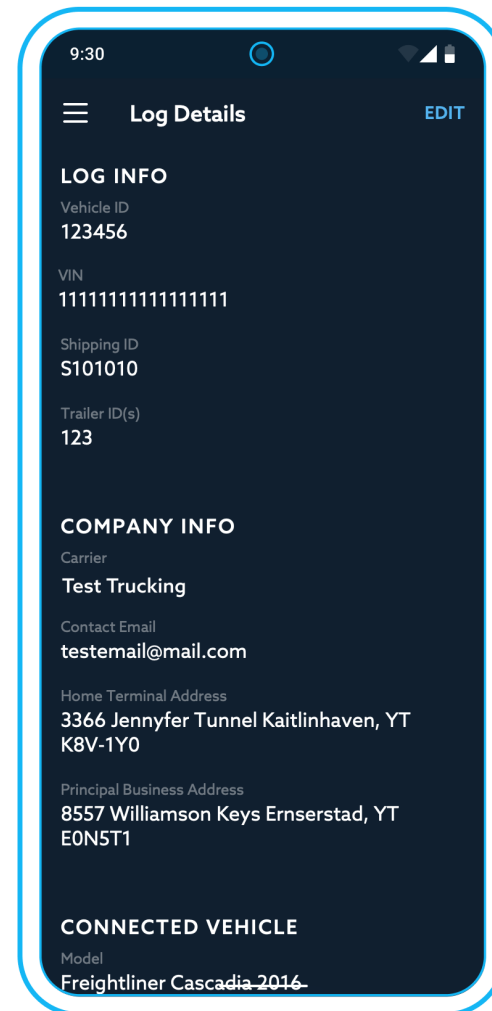 9:30
Log Details
EDIT
LOG INFO
Vehicle ID
123456
VIN
11111111111111111
Shipping ID
S101010
Trailer ID(s)
123
COMPANY INFO
Carrier
Test Trucking
Contact Email
testemail@mail.com
Home Terminal Address
3366 Jennyfer Tunnel Kaitlinhaven, YT
K8V-1Y0
Principal Business Address
8557 Williamson Keys Ernserstad, YT
E0N5T1
CONNECTED VEHICLE
Model
Freightliner Cascadia 2016